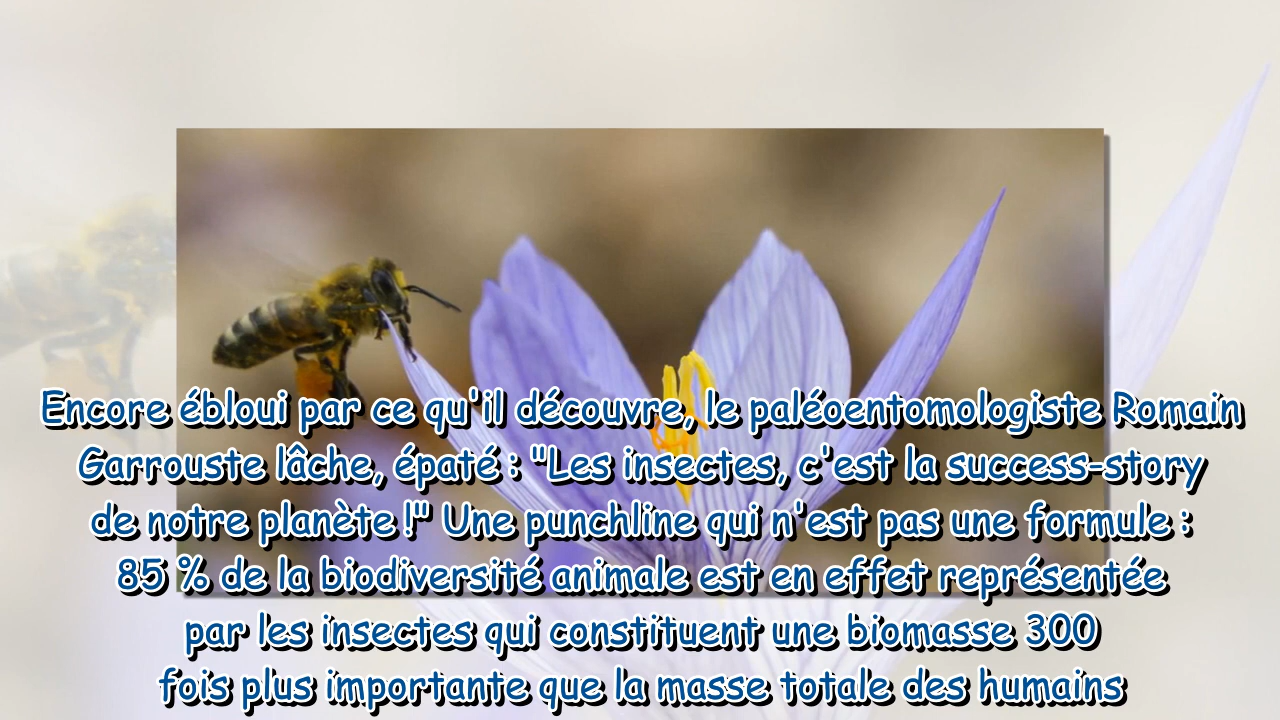 Encore ébloui par ce qu'il découvre, le paléoentomologiste Romain
Garrouste lâche, épaté : "Les insectes, c'est la success-story
de notre planète !" Une punchline qui n'est pas une formule :
85 % de la biodiversité animale est en effet représentée
par les insectes qui constituent une biomasse 300
fois plus importante que la masse totale des humains